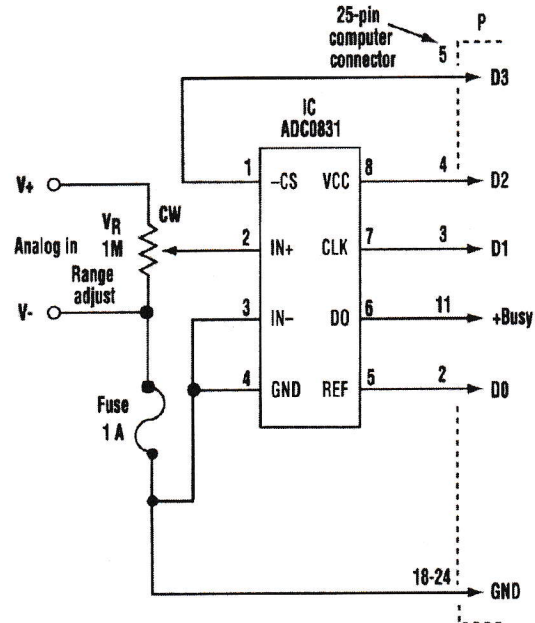 25-pin
computer
connector
5
P
D3
IC
ADC0831
1
–CS
VCC
8
4
D2
V+
VR
1M
CW
Analog in
2
IN+
CLK
7
3
D1
Range
adjust
V-
3
IN–
DO
6
11
+Busy
4
GND
REF
5
2
D0
Fuse
1 A
18-24
GND